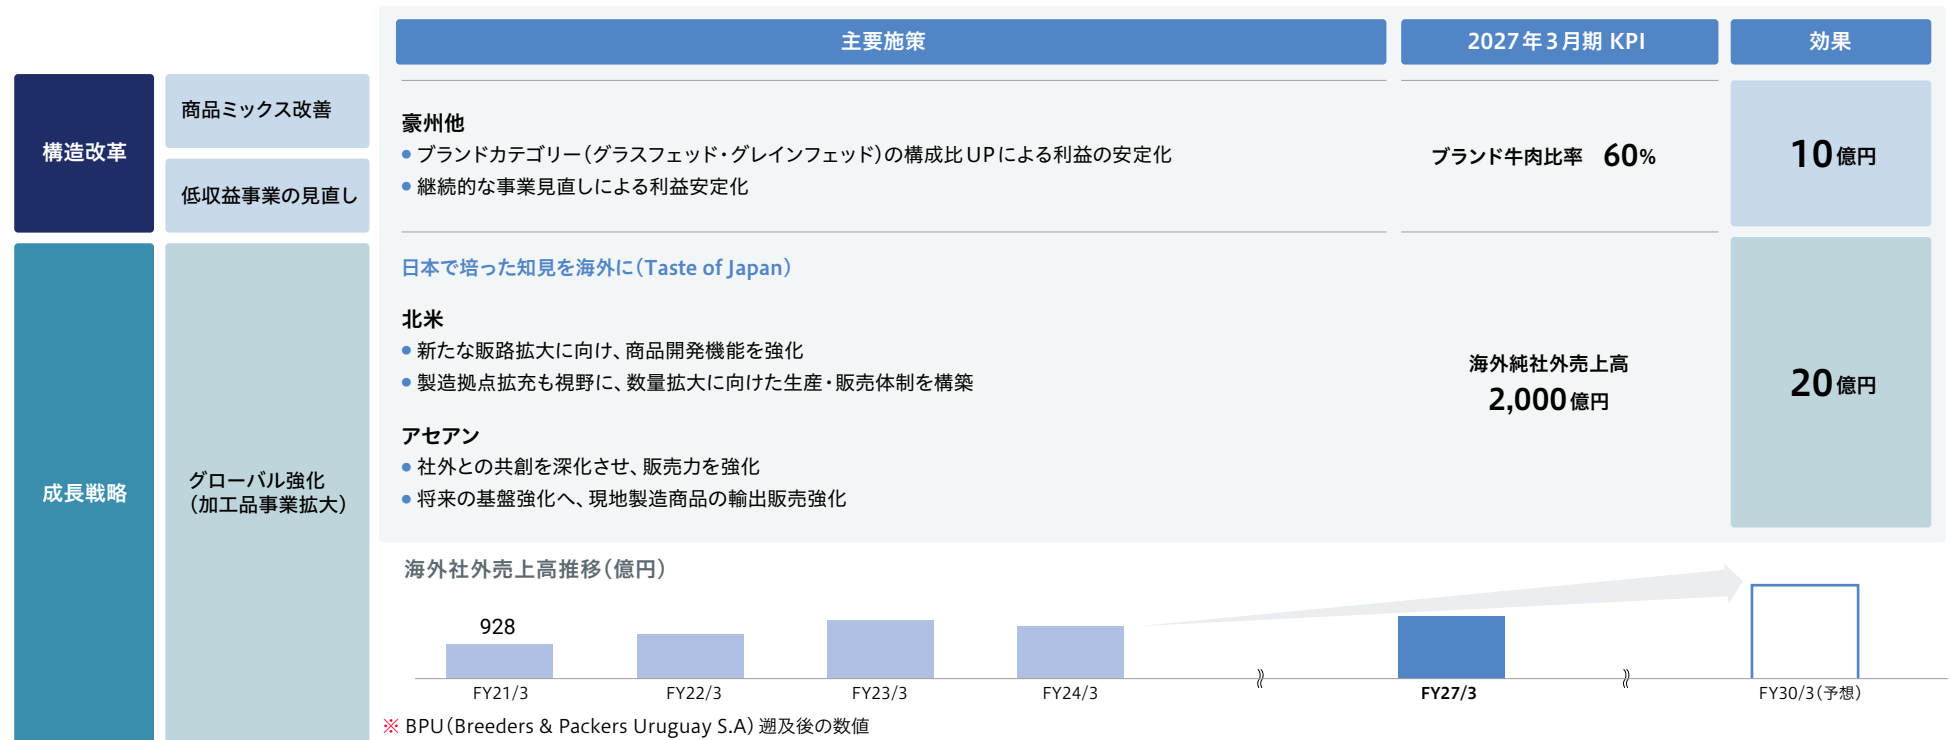 主要施策
2027年3月期 KPI
効果
構造改革
商品ミックス改善
低収益事業の見直し
豪州他
● ブランドカテゴリー（グラスフェッド・グレインフェッド）の構成比UPによる利益の安定化
● 継続的な事業見直しによる利益安定化
ブランド牛肉比率 60%
10億円
成長戦略
グローバル強化
（加工品事業拡大）
日本で培った知見を海外に（Taste of Japan）
北米
● 新たな販路拡大に向け、商品開発機能を強化
● 製造拠点拡充も視野に、数量拡大に向けた生産・販売体制を構築
アセアン
● 社外との共創を深化させ、販売力を強化
● 将来の基盤強化へ、現地製造商品の輸出販売強化
海外純社外売上高
2,000億円
20億円
海外社外売上高推移（億円）
928
FY21/3
FY22/3
FY23/3
FY24/3
FY27/3
FY30/3（予想）
※ BPU（Breeders & Packers Uruguay S.A）遡及後の数値